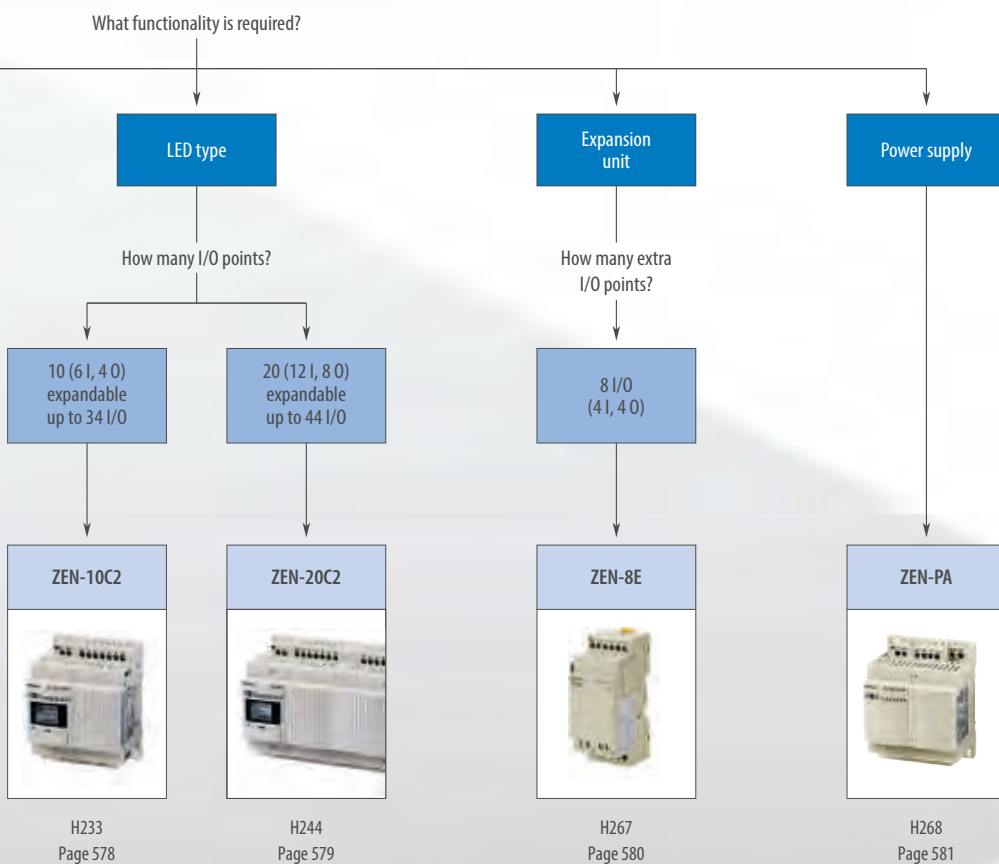 What functionality is required?
LED type
Expansion
unit
Power supply
How many I/O points?
How many extra
I/O points?
10 (6 I, 4 O)
expandable
up to 34 I/O
20 (12 I, 8 O)
expandable
up to 44 I/O
8 I/O
(4 I, 4 O)
ZEN-10C2
ZEN-20C2
ZEN-8E
ZEN-PA
H233
Page 578
H244
Page 579
H267
Page 580
H268
Page 581